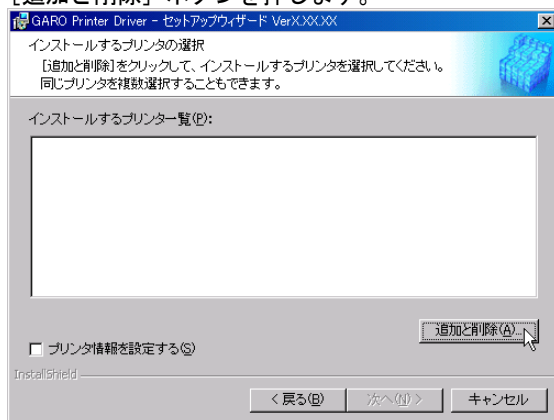 [追加と削除] ボタンを押します。
GARO Printer Driver - セットアップウィザード VerX.XX.XX
インストールするプリンタの選択
[追加と削除]をクリックして、インストールするプリンタを選択してください。
同じプリンタを複数選択することもできます。
インストールするプリンター覧(P):
追加と削除(A)...
プリンタ情報を設定する(S)
InstallShield
< 戻る(B)
次へ(N) >
キャンセル